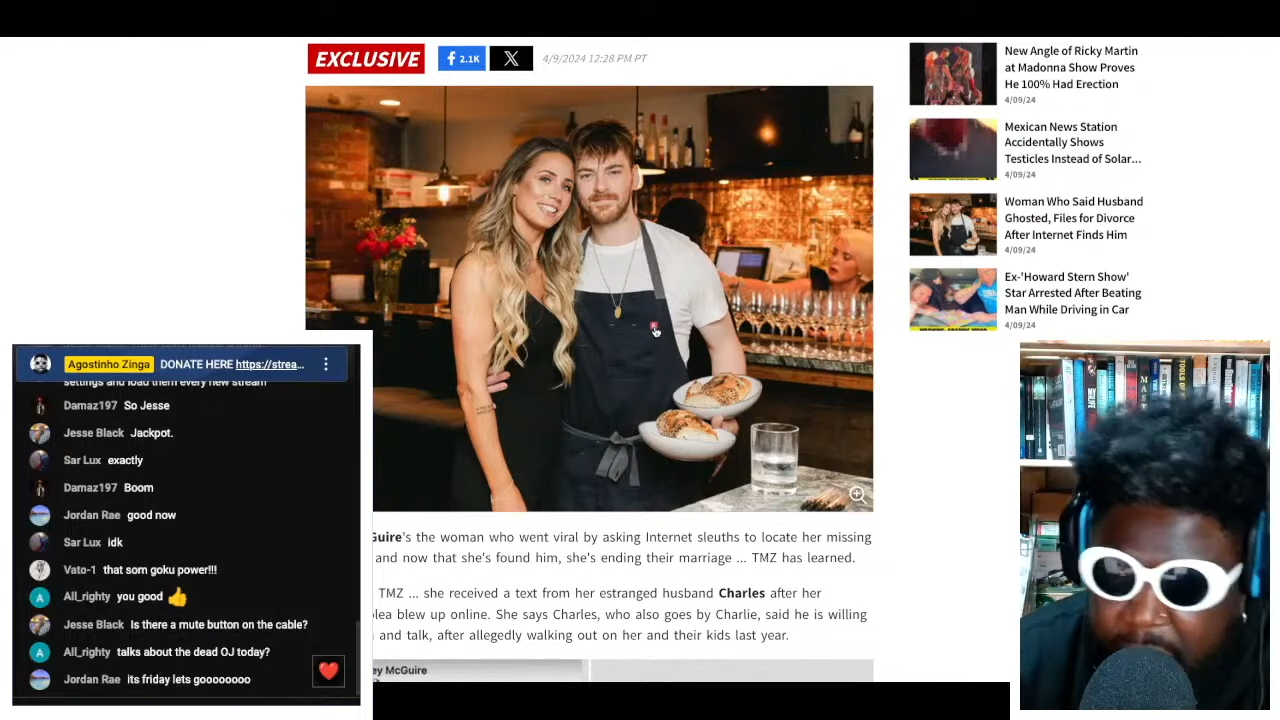 EXCLUSIVE
f 2.1K
X
4/9/2024 12:28 PM PT
Guire's the woman who went viral by asking Internet sleuths to locate her missing
and now that she's found him, she's ending their marriage ... TMZ has learned.
TMZ ... she received a text from her estranged husband Charles after her
lea blew up online. She says Charles, who also goes by Charlie, said he is willing
and talk, after allegedly walking out on her and their kids last year.
ey McGuire
New Angle of Ricky Martin
at Madonna Show Proves
He 100% Had Erection
4/09/24
Mexican News Station
Accidentally Shows
Testicles Instead of Solar...
4/09/24
Woman Who Said Husband
Ghosted, Files for Divorce
After Internet Finds Him
4/09/24
Ex-'Howard Stern Show'
Star Arrested After Beating
Man While Driving in Car
4/09/24
Agostinho Zinga DONATE HERE https://strea...
settings and load them every new stream
Damaz197 So Jesse
Jesse Black Jackpot.
Sar Lux exactly
Damaz197 Boom
Jordan Rae good now
Sar Lux idk
Vato-1 that som goku power!!!
A All_righty you good 👍
Jesse Black Is there a mute button on the cable?
A All_righty talks about the dead OJ today?
Jordan Rae its friday lets gooooooooo